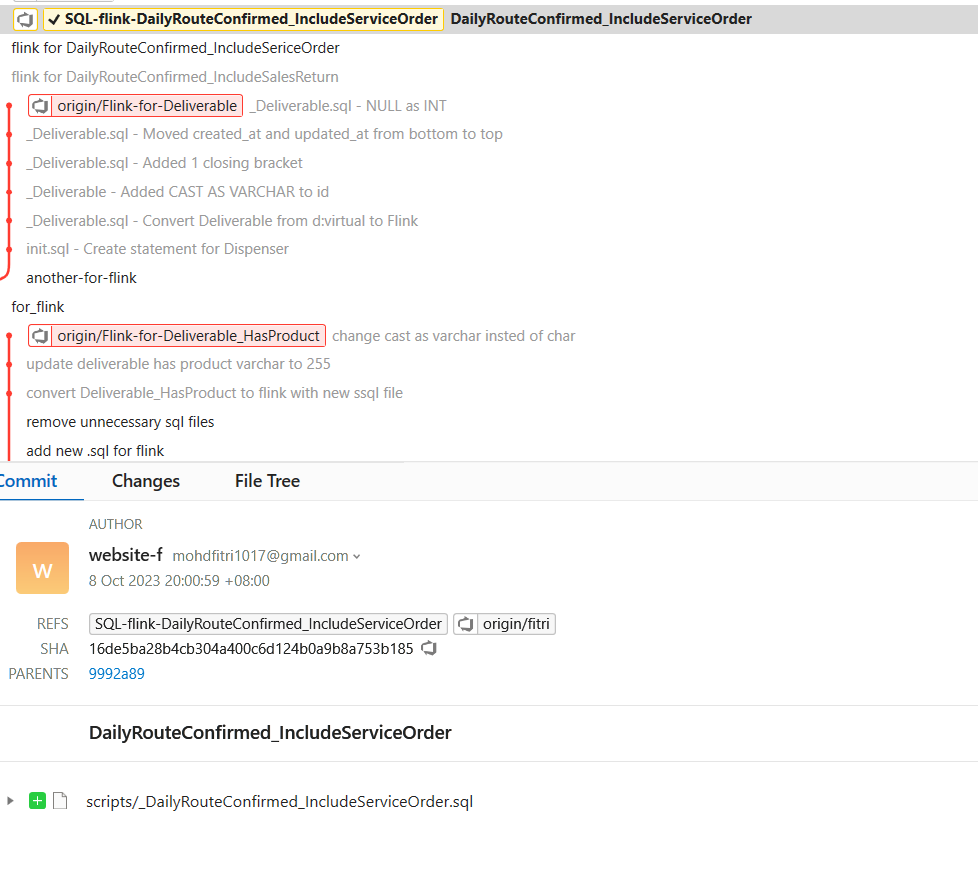 ✓ SQL-flink-DailyRouteConfirmed_IncludeServiceOrder DailyRouteConfirmed_IncludeServiceOrder
flink for DailyRouteConfirmed_IncludeSericeOrder
flink for DailyRouteConfirmed_IncludeSalesReturn
origin/Flink-for-Deliverable _Deliverable.sql - NULL as INT
_Deliverable.sql - Moved created_at and updated_at from bottom to top
_Deliverable.sql - Added 1 closing bracket
_Deliverable - Added CAST AS VARCHAR to id
_Deliverable.sql - Convert Deliverable from d:virtual to Flink
init.sql - Create statement for Dispenser
another-for-flink
for_flink
origin/Flink-for-Deliverable_HasProduct change cast as varchar insted of char
update deliverable has product varchar to 255
convert Deliverable_HasProduct to flink with new ssql file
remove unnecessary sql files
add new .sql for flink
Commit Changes File Tree
AUTHOR
W
website-f mohdfitri1017@gmail.com
8 Oct 2023 20:00:59 +08:00
REFS SQL-flink-DailyRouteConfirmed_IncludeServiceOrder origin/fitri
SHA 16de5ba28b4cb304a400c6d124b0a9b8a753b185
PARENTS 9992a89
DailyRouteConfirmed_IncludeServiceOrder
scripts/_DailyRouteConfirmed_IncludeServiceOrder.sql